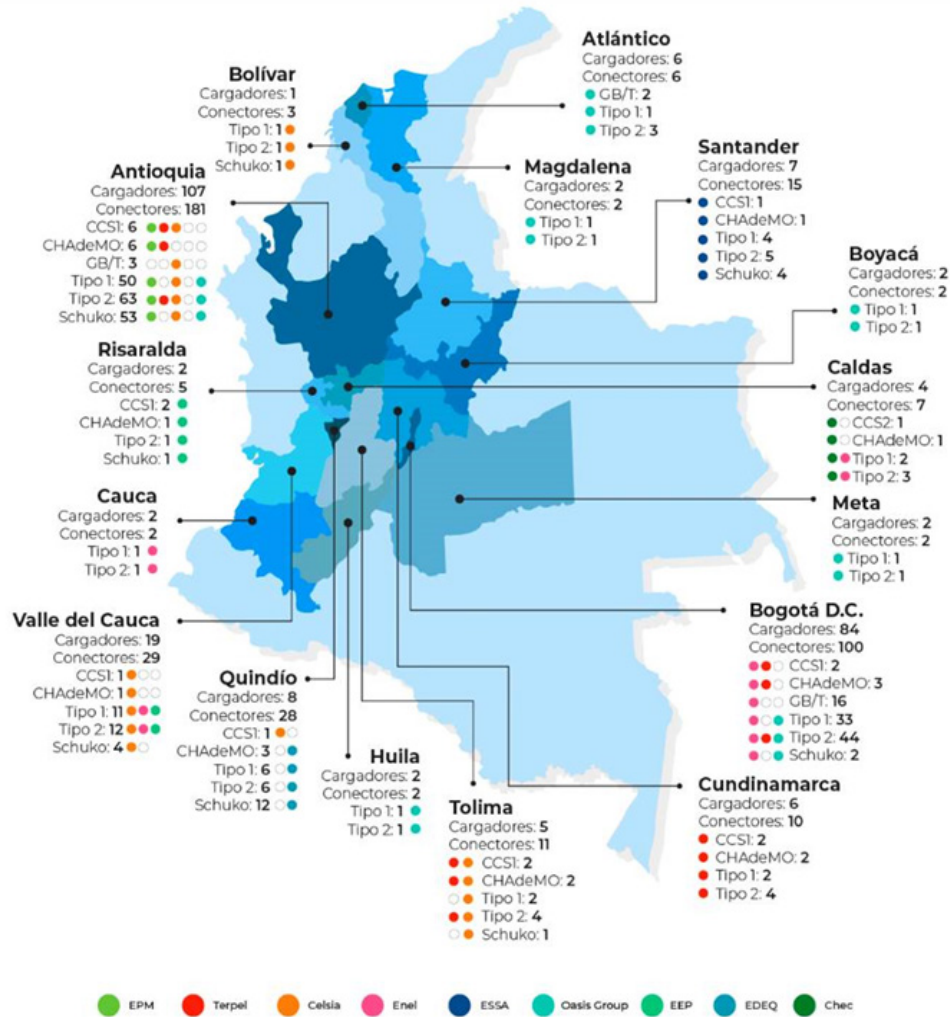 Atlántico
Cargadores: 6
Conectores: 6
GB/T: 2
Tipo 1: 1
Tipo 2: 3
Bolívar
Cargadores: 1
Conectores: 3
Tipo 1: 1
Tipo 2: 1
Schuko: 1
Santander
Cargadores: 7
Conectores: 15
CCS1: 1
CHAdeMO: 1
Tipo 1: 4
Tipo 2: 5
Schuko: 4
Magdalena
Cargadores: 2
Conectores: 2
Tipo 1: 1
Tipo 2: 1
Antioquia
Cargadores: 107
Conectores: 181
CCS1: 6
CHAdeMO: 6
GB/T: 3
Tipo 1: 50
Tipo 2: 63
Schuko: 53
Boyacá
Cargadores: 2
Conectores: 2
Tipo 1: 1
Tipo 2: 1
Risaralda
Cargadores: 2
Conectores: 5
CCS1: 2
CHAdeMO: 1
Tipo 2: 1
Schuko: 1
Caldas
Cargadores: 4
Conectores: 7
CCS2: 1
CHAdeMO: 1
Tipo 1: 2
Tipo 2: 3
Cauca
Cargadores: 2
Conectores: 2
Tipo 1: 1
Tipo 2: 1
Meta
Cargadores: 2
Conectores: 2
Tipo 1: 1
Tipo 2: 1
Valle del Cauca
Cargadores: 19
Conectores: 29
CCS1: 1
CHAdeMO: 1
Tipo 1: 11
Tipo 2: 12
Schuko: 4
Bogotá D.C.
Cargadores: 84
Conectores: 100
CCS1: 2
CHAdeMO: 3
GB/T: 16
Tipo 1: 33
Tipo 2: 44
Schuko: 2
Quindío
Cargadores: 8
Conectores: 28
CCS1: 1
CHAdeMO: 3
Tipo 1: 6
Tipo 2: 6
Schuko: 12
Huila
Cargadores: 2
Conectores: 2
Tipo 1: 1
Tipo 2: 1
Tolima
Cargadores: 5
Conectores: 11
CCS1: 2
CHAdeMO: 2
Tipo 1: 2
Tipo 2: 4
Schuko: 1
Cundinamarca
Cargadores: 6
Conectores: 10
CCS1: 2
CHAdeMO: 2
Tipo 1: 2
Tipo 2: 4
EPM Terpel Celsia Enel ESSA Oasis Group EEP EDEQ Chec